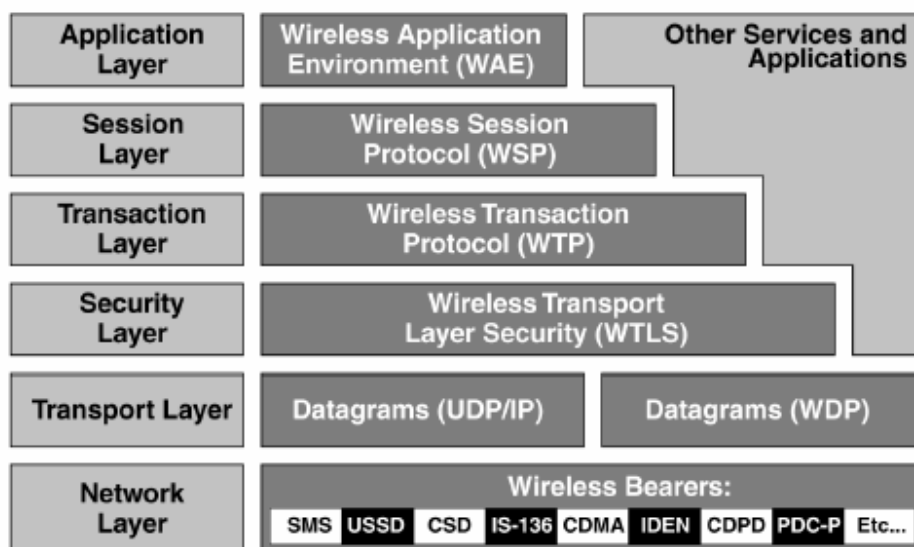 Application
Layer
Wireless Application
Environment (WAE)
Other Services and
Applications
Session
Layer
Wireless Session
Protocol (WSP)
Transaction
Layer
Wireless Transaction
Protocol (WTP)
Security
Layer
Wireless Transport
Layer Security (WTLS)
Transport Layer
Datagrams (UDP/IP)
Datagrams (WDP)
Network
Layer
Wireless Bearers:
SMS USSD CSD IS-136 CDMA IDEN CDPD PDC-P Etc...